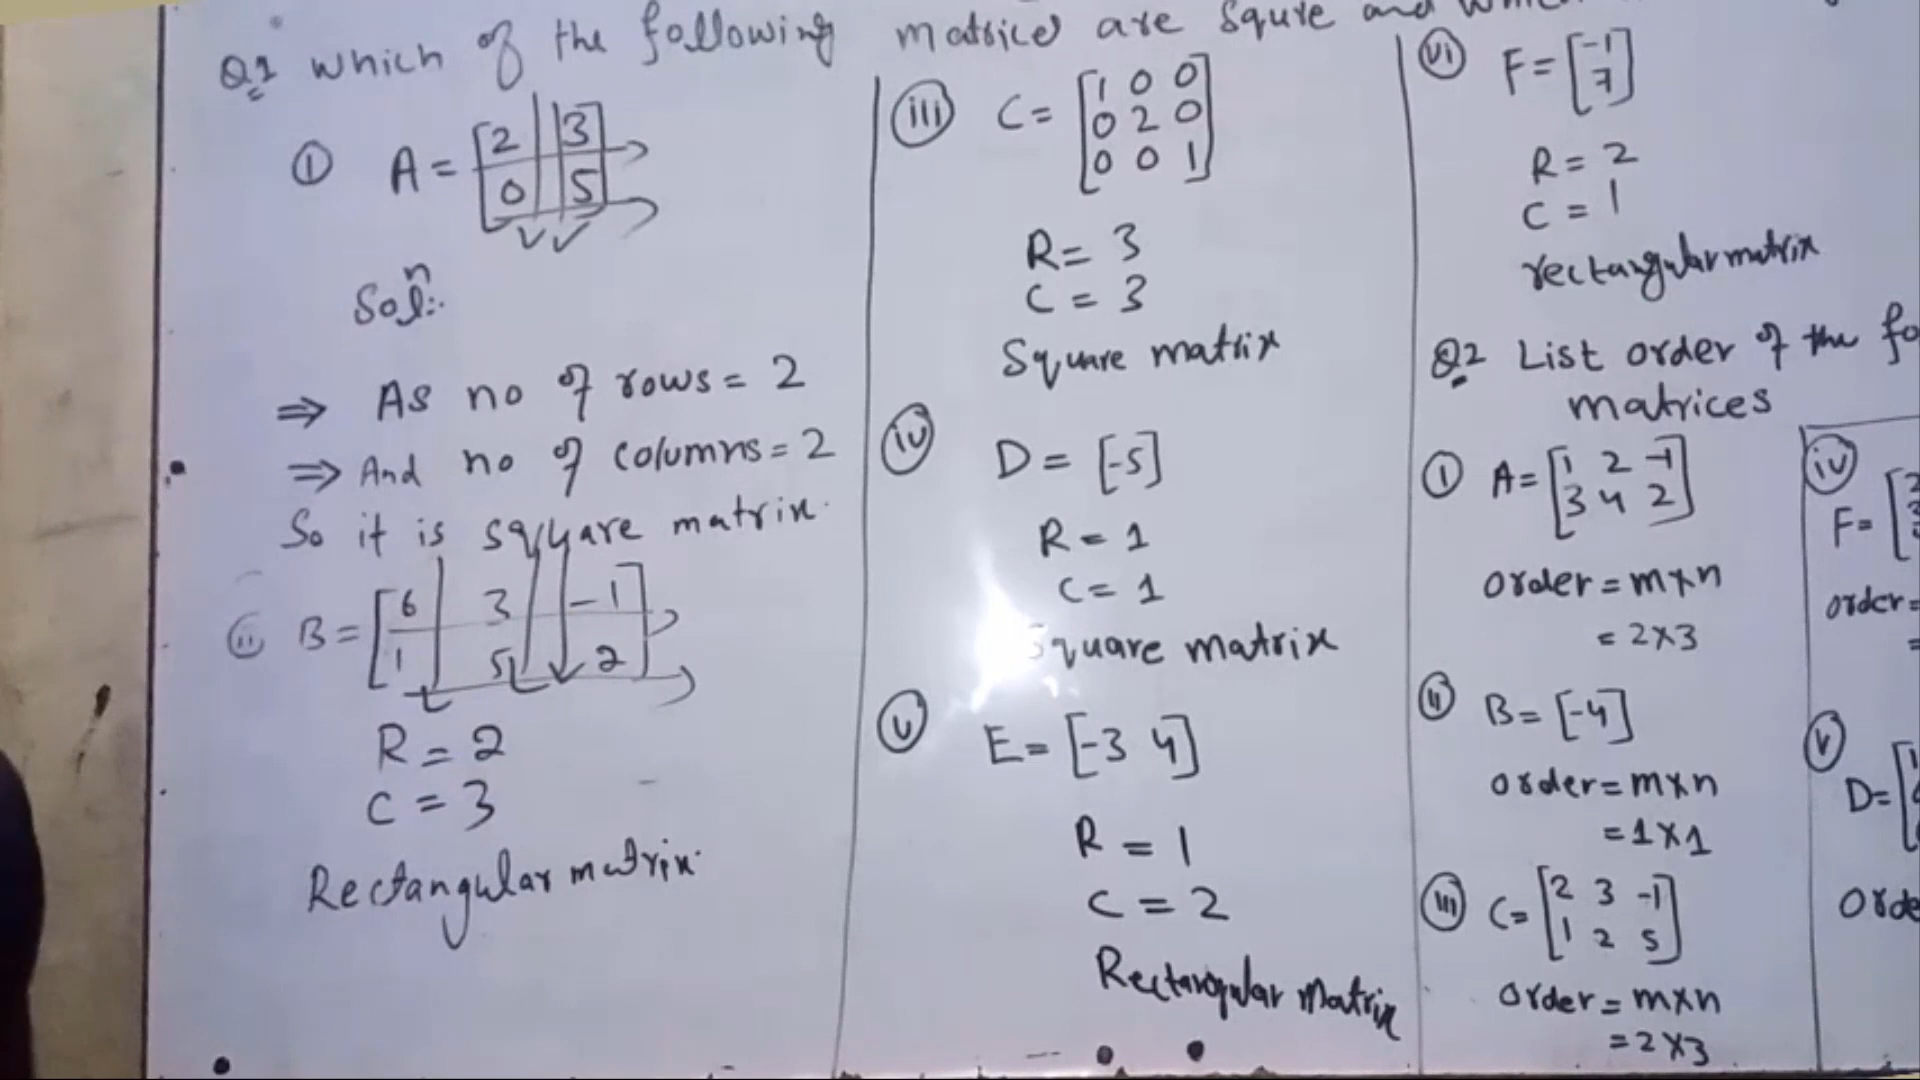 Q1 which of the following matrices are squre and
① A = [2 3
0 5]
Soln:
⇒ As no of rows = 2
⇒ And no of columns = 2
So it is square matrix.
ii B = [6 3 -1
1 5 2]
R = 2
C = 3
Rectangular matrix.
iii C = [1 0 0
0 2 0
0 0 1]
R = 3
C = 3
Square matrix
iv D = [-5]
R = 1
C = 1
Square matrix
v E = [-3 4]
R = 1
C = 2
Rectangular Matrix
vi F = [-1
7]
R = 2
C = 1
rectangular matrix
Q2 List order of the fo
matrices
① A = [1 2 -1
3 4 2]
order = m×n
= 2×3
ii B = [-4]
order = m×n
= 1×1
iii C = [2 3 -1
1 2 5]
order = m×n
= 2×3
iv
F = [2
order =
=
v
D = [1
Orde